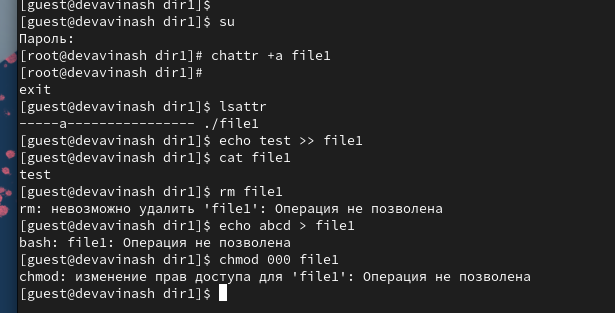 [guest@devavinash dir1]$
[guest@devavinash dir1]$ su
Пароль:
[root@devavinash dir1]# chattr +a file1
[root@devavinash dir1]#
exit
[guest@devavinash dir1]$ lsattr
-----a---------------- ./file1
[guest@devavinash dir1]$ echo test >> file1
[guest@devavinash dir1]$ cat file1
test
[guest@devavinash dir1]$ rm file1
rm: невозможно удалить 'file1': Операция не позволена
[guest@devavinash dir1]$ echo abcd > file1
bash: file1: Операция не позволена
[guest@devavinash dir1]$ chmod 000 file1
chmod: изменение прав доступа для 'file1': Операция не позволена
[guest@devavinash dir1]$